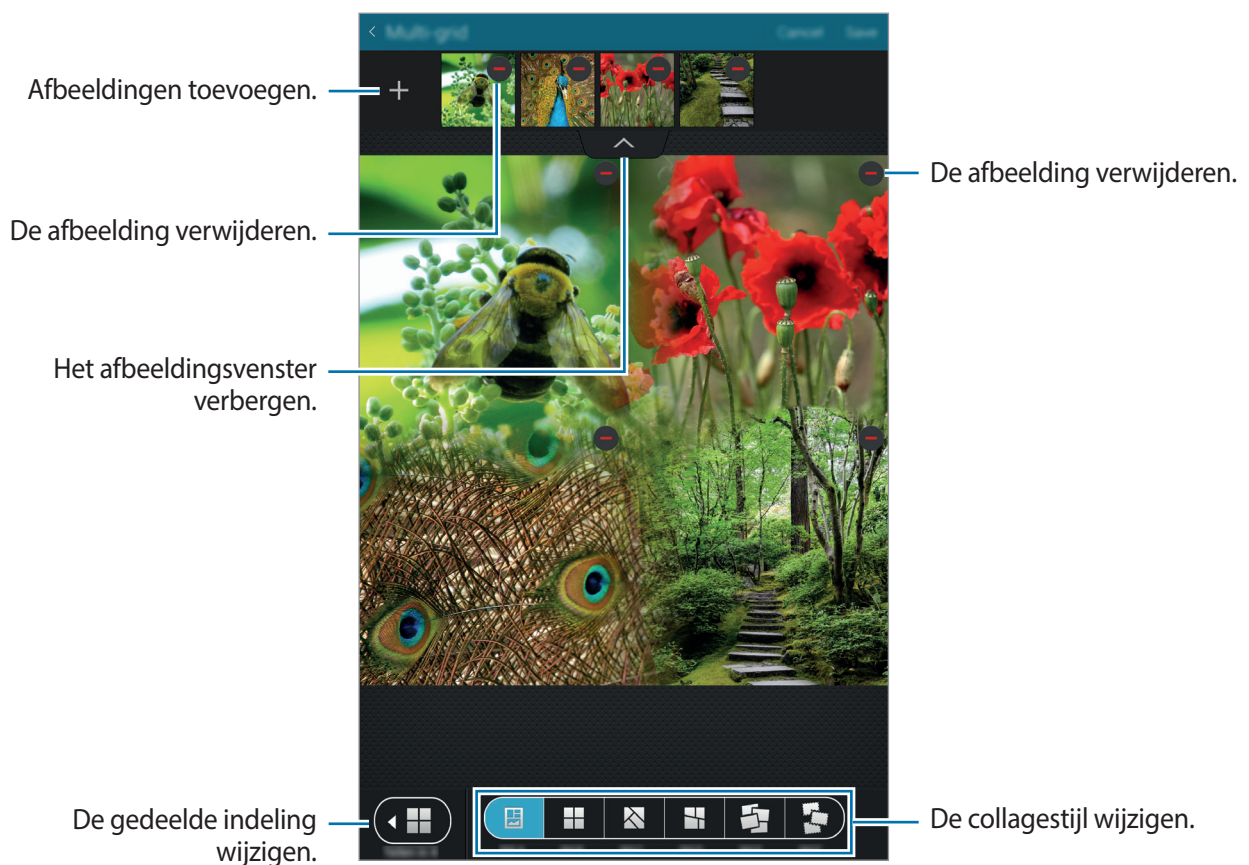 Multi-grid
Cancel
Save
Afbeeldingen toevoegen.
De afbeelding verwijderen.
De afbeelding verwijderen.
Het afbeeldingsvenster
verbergen.
De gedeelde indeling
wijzigen.
De collagestijl wijzigen.